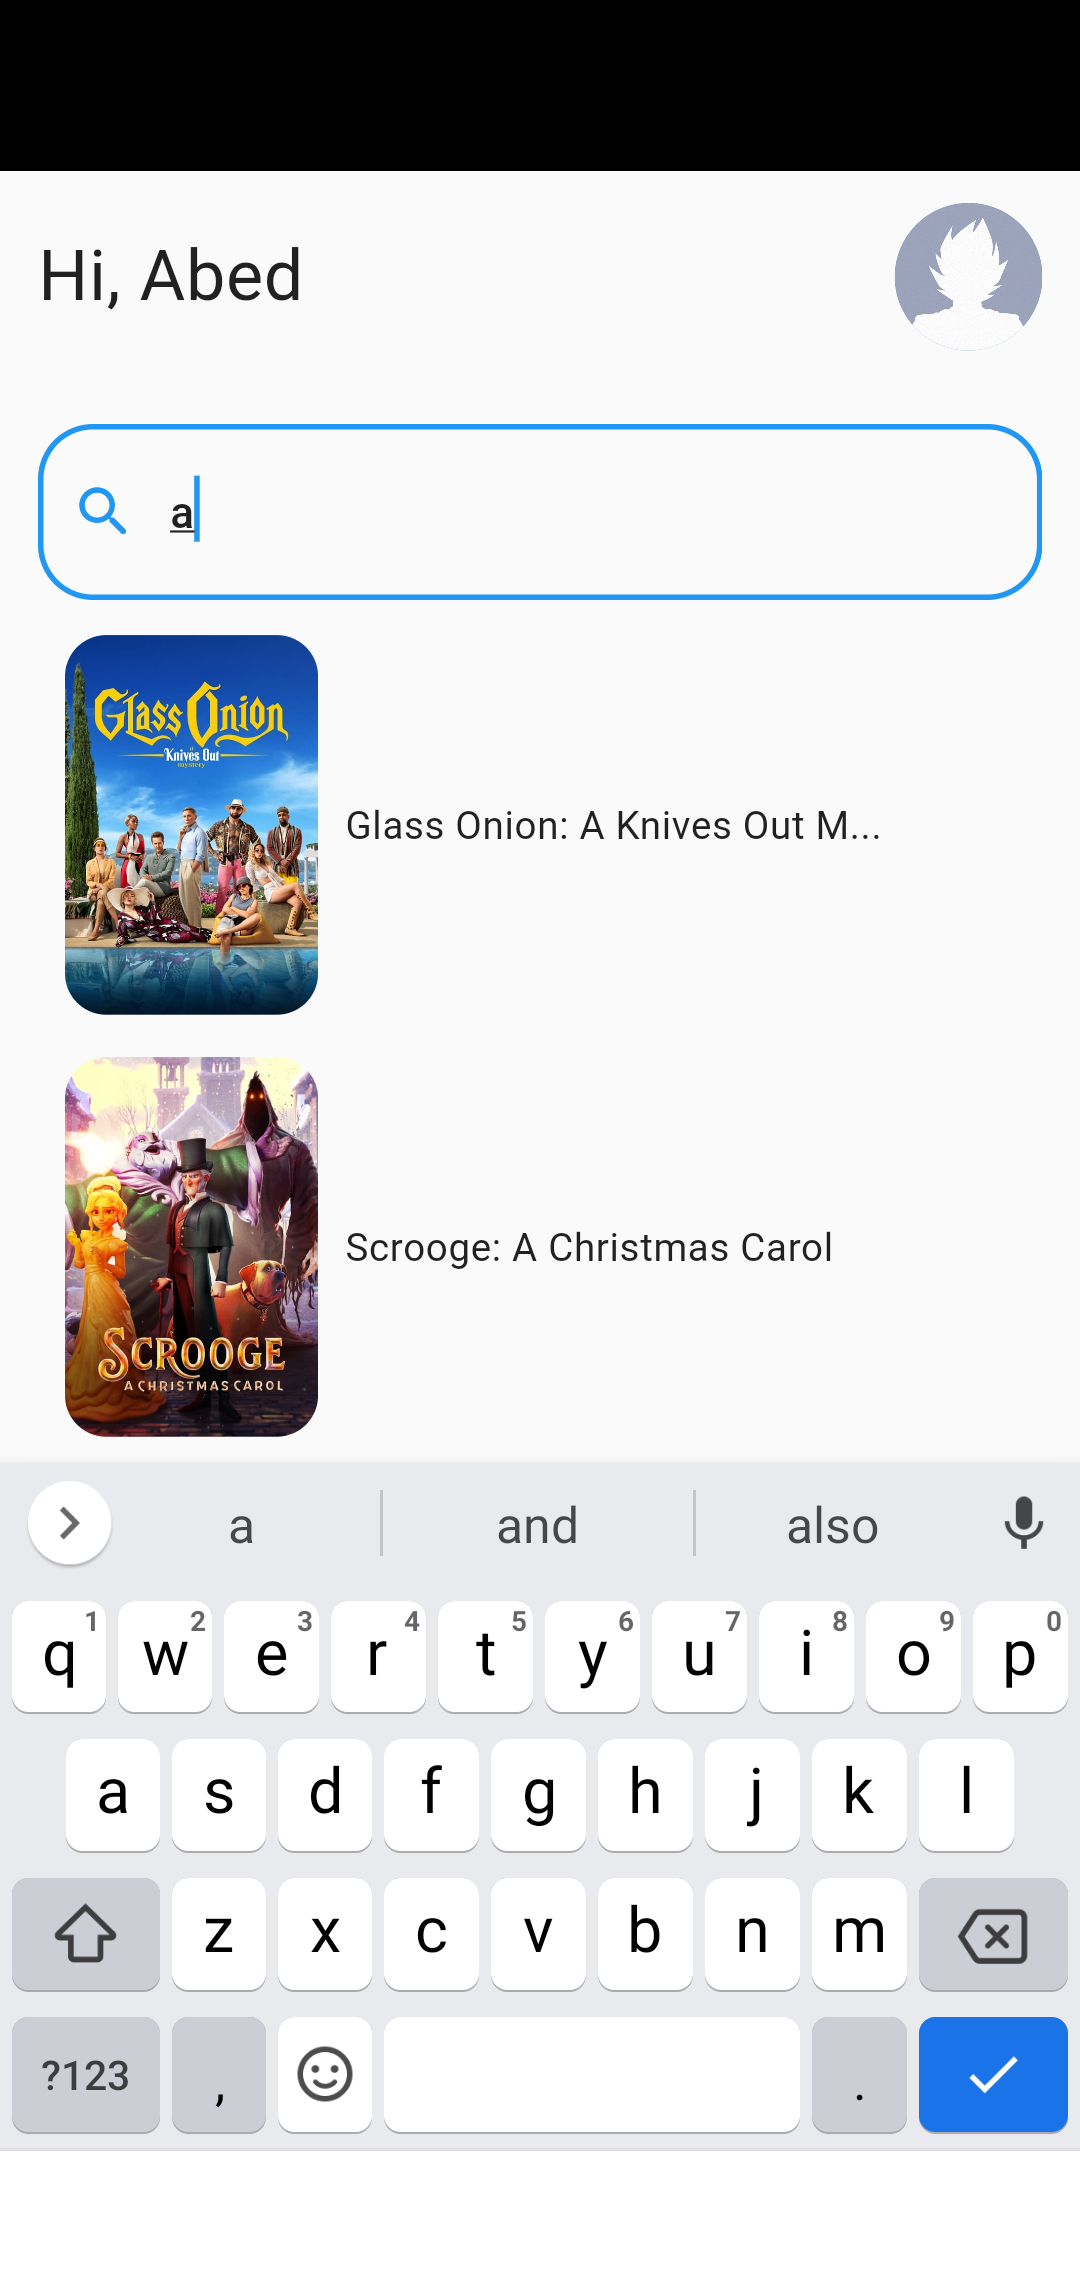 Hi, Abed
a
Glass Onion
A
Knives Out
mystery
Glass Onion: A Knives Out M...
SCROOGE
A CHRISTMAS CAROL
Scrooge: A Christmas Carol
a and also
1 2 3 4 5 6 7 8 9 0
q w e r t y u i o p
a s d f g h j k l
z x c v b n m
?123 , .